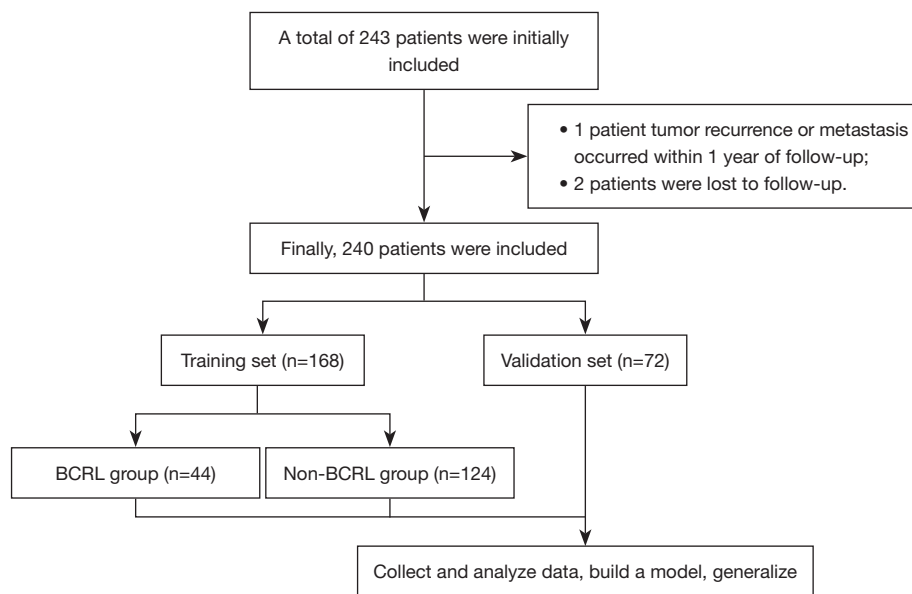 A total of 243 patients were initially
included
• 1 patient tumor recurrence or metastasis
occurred within 1 year of follow-up;
• 2 patients were lost to follow-up.
Finally, 240 patients were included
Training set (n=168)
Validation set (n=72)
BCRL group (n=44)
Non-BCRL group (n=124)
Collect and analyze data, build a model, generalize